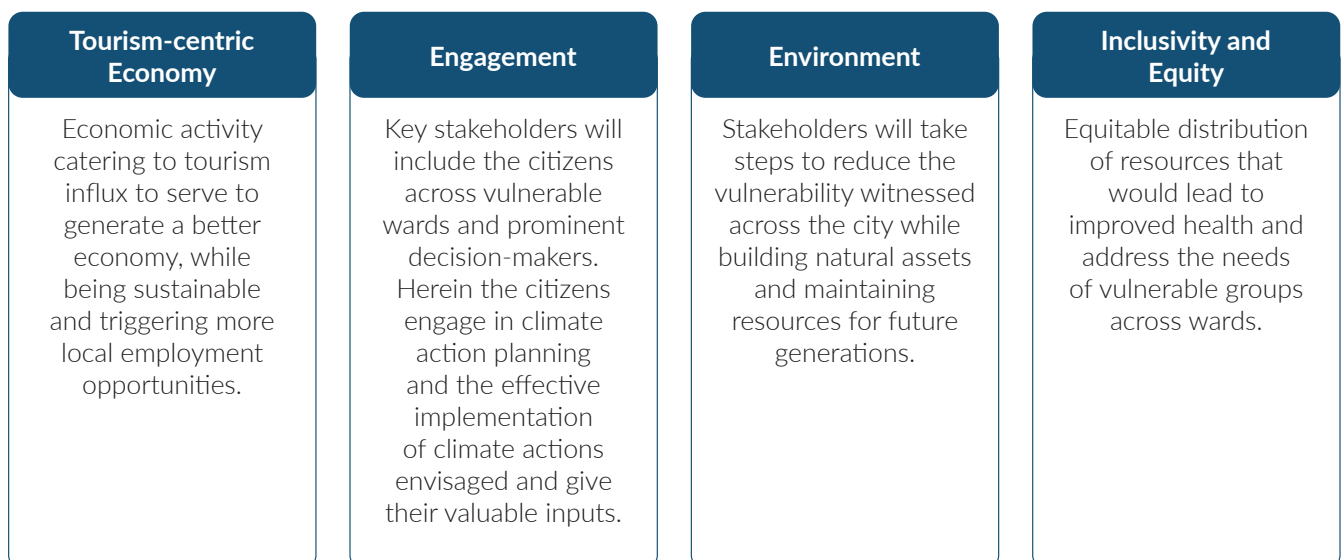 Tourism-centric
Economy
Economic activity
catering to tourism
influx to serve to
generate a better
economy, while
being sustainable
and triggering more
local employment
opportunities.
Engagement
Key stakeholders will
include the citizens
across vulnerable
wards and prominent
decision-makers.
Herein the citizens
engage in climate
action planning
and the effective
implementation
of climate actions
envisaged and give
their valuable inputs.
Environment
Stakeholders will take
steps to reduce the
vulnerability witnessed
across the city while
building natural assets
and maintaining
resources for future
generations.
Inclusivity and
Equity
Equitable distribution
of resources that
would lead to
improved health and
address the needs
of vulnerable groups
across wards.